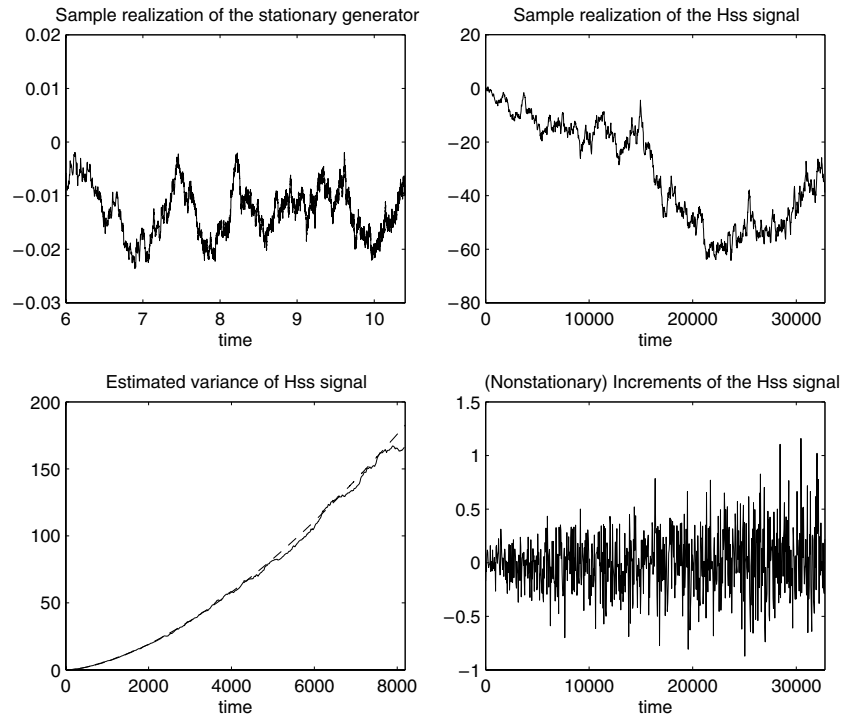 Sample realization of the stationary generator
0.02
0.01
0
−0.01
−0.02
−0.03
6 7 8 9 10
time
Sample realization of the Hss signal
20
0
−20
−40
−60
−80
0 10000 20000 30000
time
Estimated variance of Hss signal
200
150
100
50
0
0 2000 4000 6000 8000
time
(Nonstationary) Increments of the Hss signal
1.5
1
0.5
0
−0.5
−1
0 10000 20000 30000
time